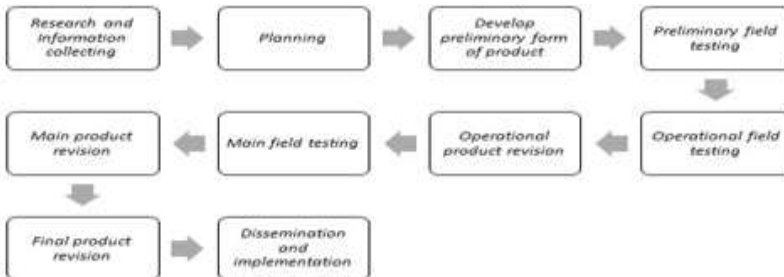 Research and
Information
collecting
Planning
Develop
preliminary form
of product
Preliminary field
testing
Operational field
testing
Operational
product revision
Main field testing
Main product
revision
Final product
revision
Dissemination
and
implementation